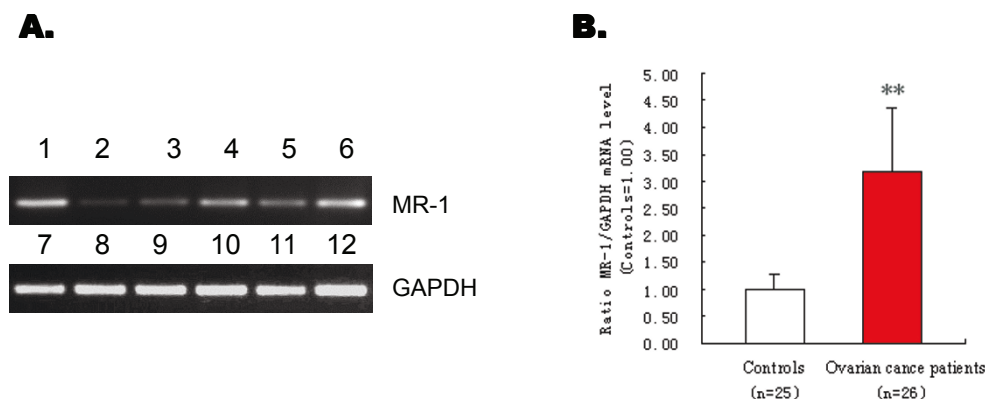 A.
1 2 3 4 5 6
MR-1
7 8 9 10 11 12
GAPDH
B.
Ratio MR-1/GAPDH mRNA level
(Controls=1.00)
5.00
4.50
4.00
3.50
3.00
2.50
2.00
1.50
1.00
0.50
0.00
**
Controls
(n=25)
Ovarian cance patients
(n=26)